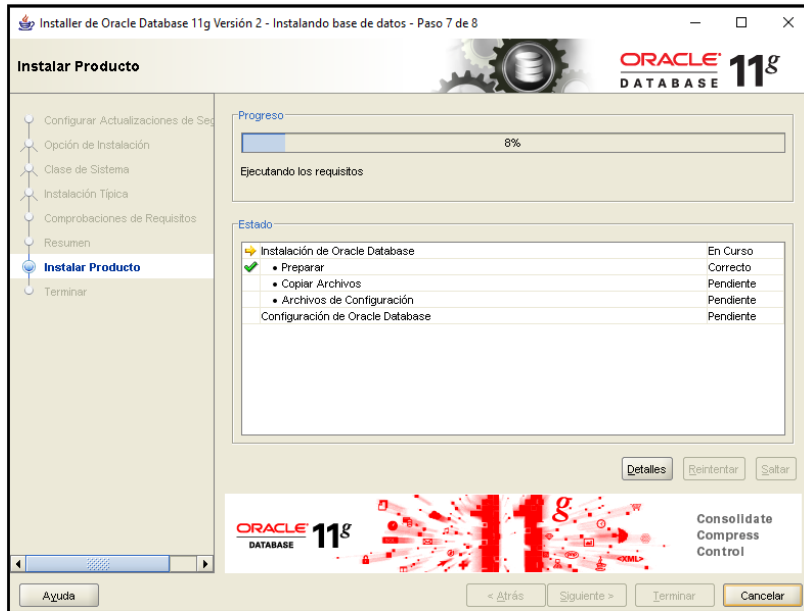 Installer de Oracle Database 11g Versión 2 - Instalando base de datos - Paso 7 de 8
Instalar Producto
ORACLE
DATABASE 11g
Configurar Actualizaciones de Seg
Opción de Instalación
Clase de Sistema
Instalación Típica
Comprobaciones de Requisitos
Resumen
Instalar Producto
Terminar
Progreso
8%
Ejecutando los requisitos
Estado
Instalación de Oracle Database En Curso
• Preparar Correcto
• Copiar Archivos Pendiente
• Archivos de Configuración Pendiente
Configuración de Oracle Database Pendiente
Detalles Reintentar Saltar
ORACLE
DATABASE 11g
11g
<XML>
Consolidate
Compress
Control
Ayuda < Atrás Siguiente > Terminar Cancelar